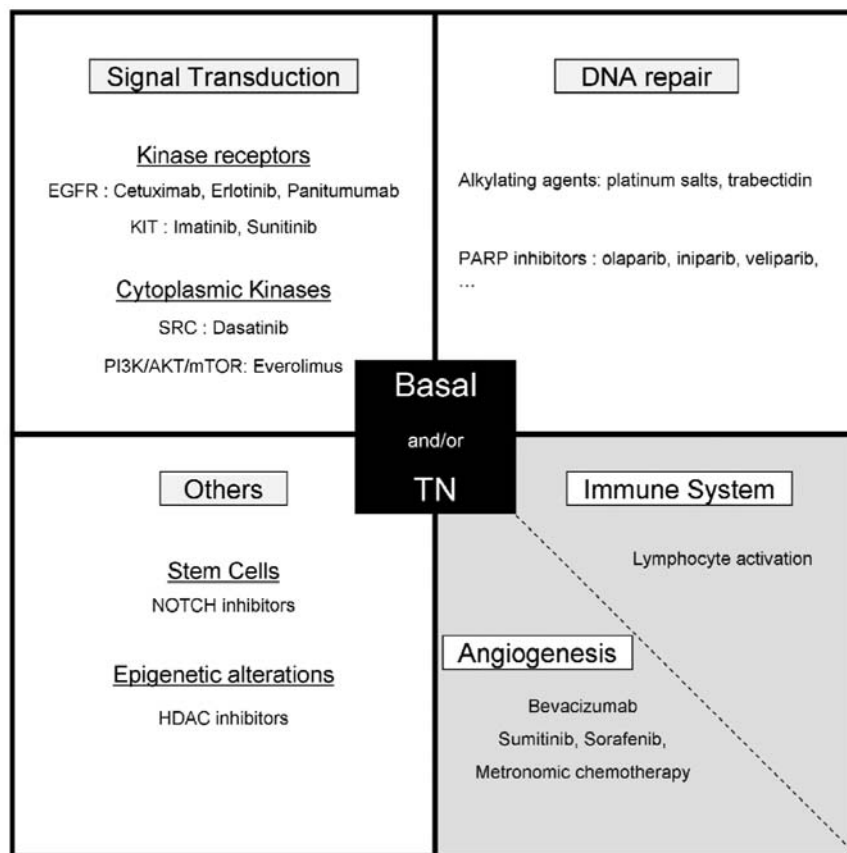 Signal Transduction
Kinase receptors
EGFR : Cetuximab, Erlotinib, Panitumumab
KIT : Imatinib, Sunitinib
Cytoplasmic Kinases
SRC : Dasatinib
PI3K/AKT/mTOR: Everolimus
DNA repair
Alkylating agents: platinum salts, trabectidin
PARP inhibitors : olaparib, iniparib, veliparib,
...
Basal
and/or
TN
Others
Stem Cells
NOTCH inhibitors
Epigenetic alterations
HDAC inhibitors
Immune System
Lymphocyte activation
Angiogenesis
Bevacizumab
Sumitinib, Sorafenib,
Metronomic chemotherapy